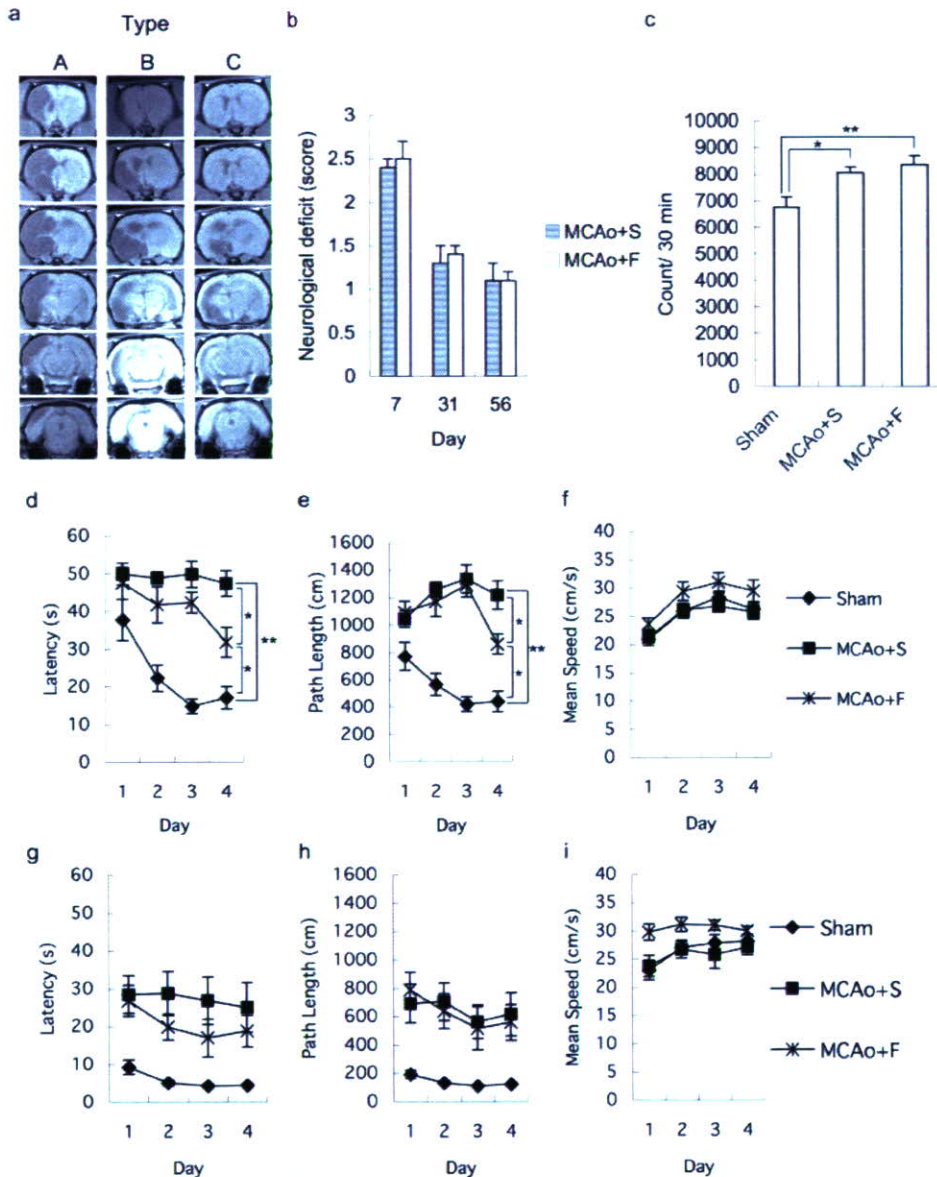 a
Type
A B C
b
Neurological deficit (score)
3
2.5
2
1.5
1
0.5
0
7 31 56
Day
MCAo+S
MCAo+F
c
Count/ 30 min
10000
9000
8000
7000
6000
5000
4000
3000
2000
1000
0
**
*
Sham
MCAo+S
MCAo+F
d
Latency (s)
60
50
40
30
20
10
0
*
**
*
1 2 3 4
Day
e
Path Length (cm)
1600
1400
1200
1000
800
600
400
200
0
*
**
*
1 2 3 4
Day
f
Mean Speed (cm/s)
40
35
30
25
20
15
10
5
0
1 2 3 4
Day
Sham
MCAo+S
MCAo+F
g
Latency (s)
60
50
40
30
20
10
0
1 2 3 4
Day
h
Path Length (cm)
1600
1400
1200
1000
800
600
400
200
0
1 2 3 4
Day
i
Mean Speed (cm/s)
40
35
30
25
20
15
10
5
0
1 2 3 4
Day
Sham
MCAo+S
MCAo+F